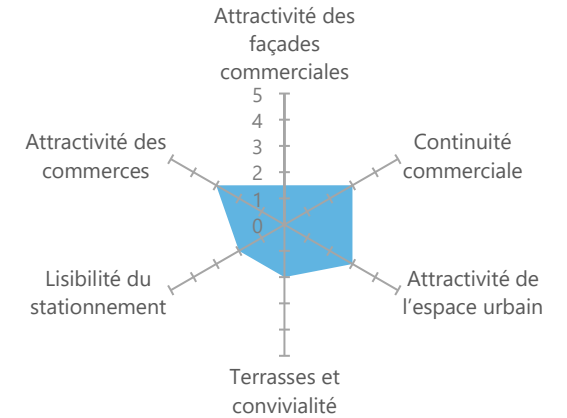 Attractivité des
façades
commerciales
5
4
3
2
1
0
Continuité
commerciale
Attractivité de
l'espace urbain
Terrasses et
convivialité
Lisibilité du
stationnement
Attractivité des
commerces